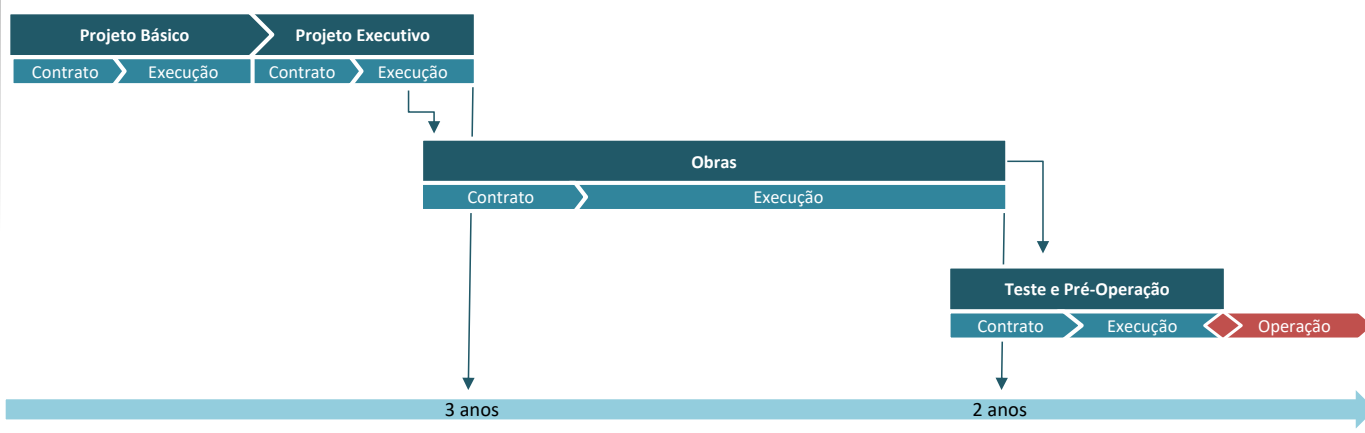 Projeto Básico
Projeto Executivo
Contrato
Execução
Contrato
Execução
Obras
Contrato
Execução
Teste e Pré-Operação
Contrato
Execução
Operação
3 anos
2 anos